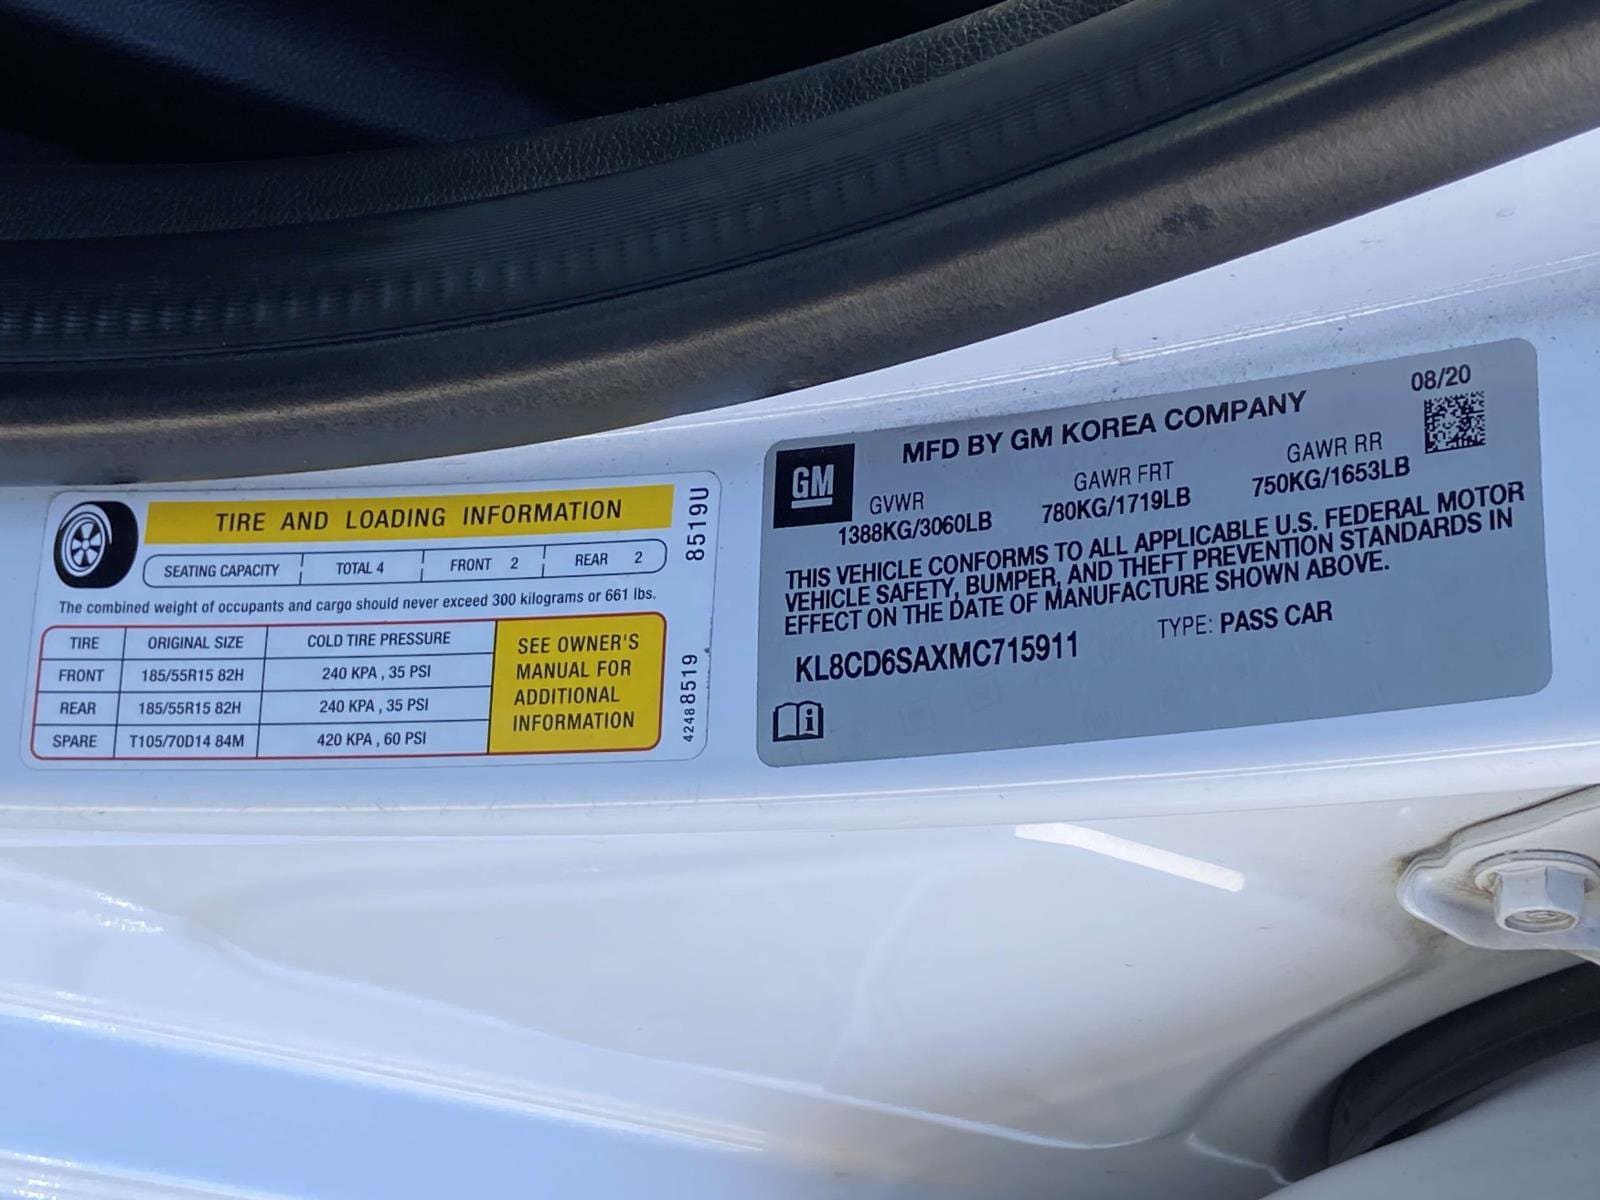 TIRE AND LOADING INFORMATION
SEATING CAPACITY TOTAL 4 FRONT 2 REAR 2
The combined weight of occupants and cargo should never exceed 300 kilograms or 661 lbs.
TIRE ORIGINAL SIZE COLD TIRE PRESSURE
FRONT 185/55R15 82H 240 KPA , 35 PSI
REAR 185/55R15 82H 240 KPA , 35 PSI
SPARE T105/70D14 84M 420 KPA , 60 PSI
SEE OWNER'S
MANUAL FOR
ADDITIONAL
INFORMATION
8519U
42488519
08/20
GM
MFD BY GM KOREA COMPANY
GVWR GAWR FRT GAWR RR
1388KG/3060LB 780KG/1719LB 750KG/1653LB
THIS VEHICLE CONFORMS TO ALL APPLICABLE U.S. FEDERAL MOTOR
VEHICLE SAFETY, BUMPER, AND THEFT PREVENTION STANDARDS IN
EFFECT ON THE DATE OF MANUFACTURE SHOWN ABOVE.
KL8CD6SAXMC715911 TYPE: PASS CAR
i